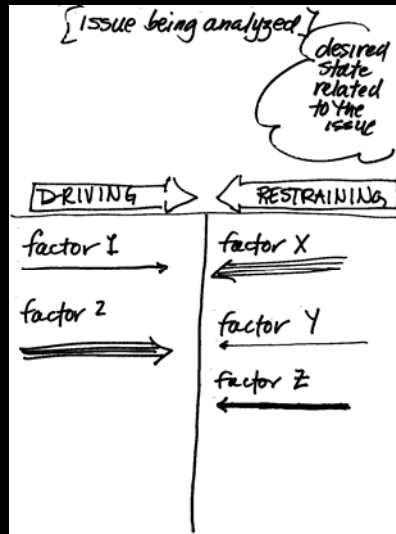 [issue being analyzed]
desired
state
related
to the
issue
DRIVING
RESTRAINING
factor 1
factor X
factor 2
factor Y
factor Z